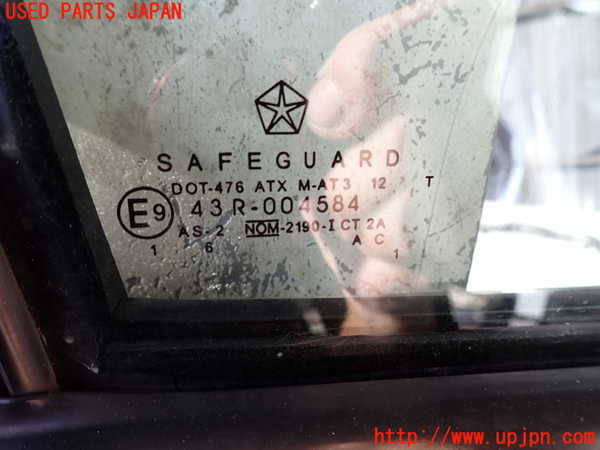 USED PARTS JAPAN
SAFEGUARD
DOT-476 ATX M-AT3 12 T
E9 43R-004584
AS-2 NOM-2190-I CT 2A
1 6 A C 1
http://www.upjpn.com